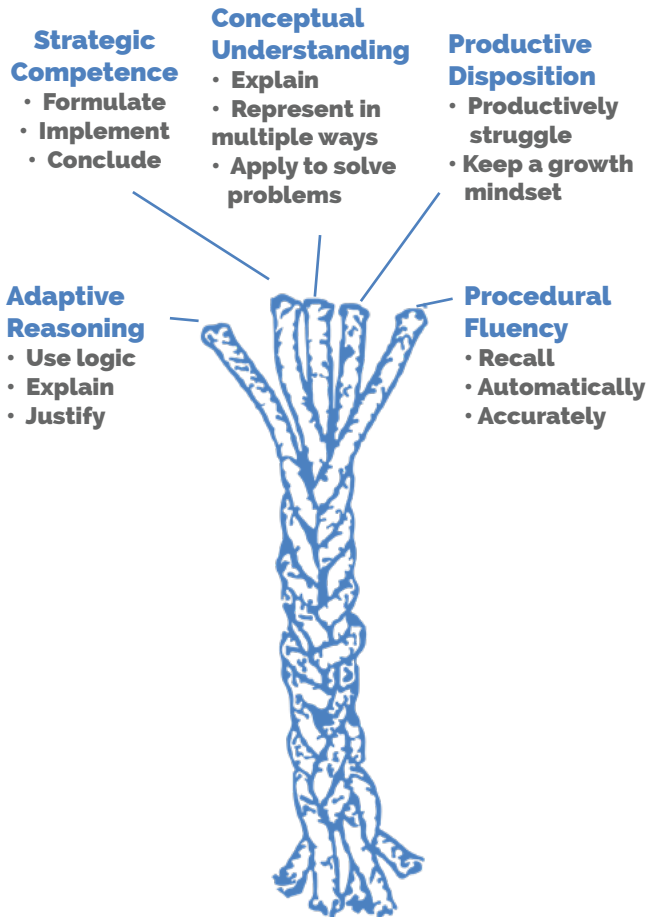 Strategic
Competence
• Formulate
• Implement
• Conclude
Conceptual
Understanding
• Explain
• Represent in
multiple ways
• Apply to solve
problems
Productive
Disposition
• Productively
struggle
• Keep a growth
mindset
Adaptive
Reasoning
• Use logic
• Explain
• Justify
Procedural
Fluency
• Recall
• Automatically
• Accurately